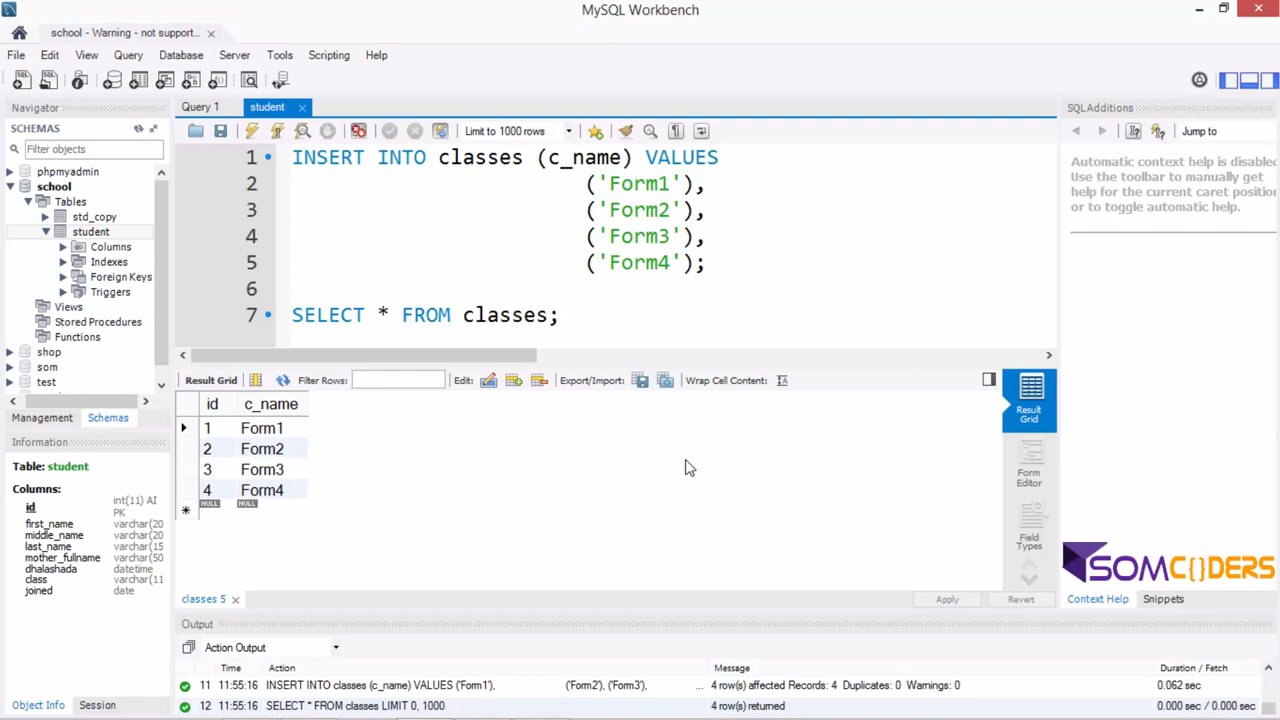 MySQL Workbench
school - Warning - not support...
File Edit View Query Database Server Tools Scripting Help
Navigator
SCHEMAS
Filter objects
phpmyadmin
school
Tables
std_copy
student
Columns
Indexes
Foreign Keys
Triggers
Views
Stored Procedures
Functions
shop
som
test
Management Schemas
Information
Table: student
Columns:
id int(11) AI
PK
first_name varchar(20
middle_name varchar(20
last_name varchar(15
mother_fullname varchar(50
dhalashada datetime
class varchar(11
joined date
Object Info Session
Query 1 student
Limit to 1000 rows
1 INSERT INTO classes (c_name) VALUES
2 ('Form1'),
3 ('Form2'),
4 ('Form3'),
5 ('Form4');
6
7 SELECT * FROM classes;
Result Grid Filter Rows: Edit: Export/Import: Wrap Cell Content:
id c_name
1 Form1
2 Form2
3 Form3
4 Form4
NULL NULL
Result
Grid
Form
Editor
Field
Types
classes 5 Apply Revert
Output
Action Output
Time Action Message Duration / Fetch
11 11:55:16 INSERT INTO classes (c_name) VALUES ('Form1'), ('Form2'), ('Form3'), ... 4 row(s) affected Records: 4 Duplicates: 0 Warnings: 0 0.062 sec
12 11:55:16 SELECT * FROM classes LIMIT 0, 1000 4 row(s) returned 0.000 sec / 0.000 sec
SQLAdditions
Jump to
Automatic context help is disable
Use the toolbar to manually get
help for the current caret position
or to toggle automatic help.
SOMC{}DERS
Context Help Snippets